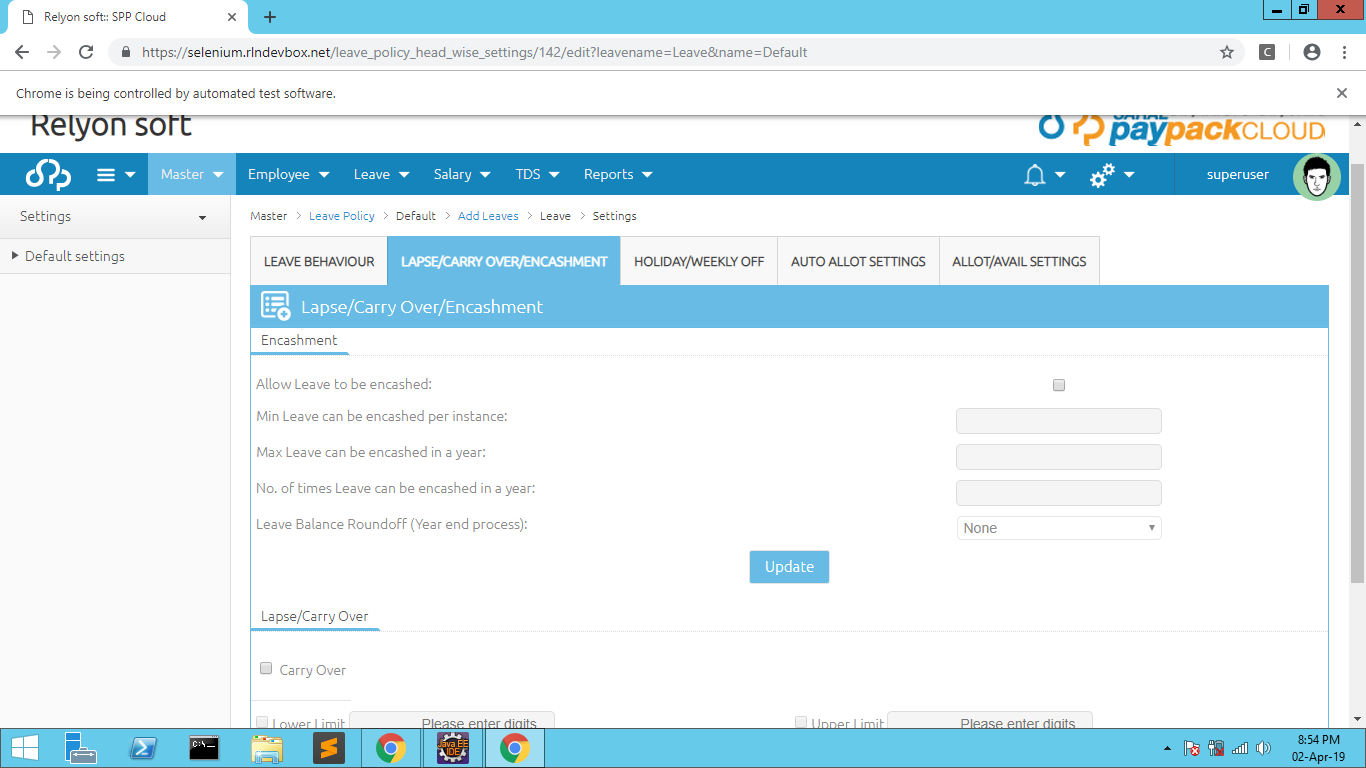 Relyon soft:: SPP Cloud
https://selenium.rlndevbox.net/leave_policy_head_wise_settings/142/edit?leavename=Leave&name=Default
C
Chrome is being controlled by automated test software.
Relyon soft
paypackCLOUD
Master Employee Leave Salary TDS Reports superuser
Settings
Default settings
Master > Leave Policy > Default > Add Leaves > Leave > Settings
LEAVE BEHAVIOUR LAPSE/CARRY OVER/ENCASHMENT HOLIDAY/WEEKLY OFF AUTO ALLOT SETTINGS ALLOT/AVAIL SETTINGS
Lapse/Carry Over/Encashment
Encashment
Allow Leave to be encashed:
Min Leave can be encashed per instance:
Max Leave can be encashed in a year:
No. of times Leave can be encashed in a year:
Leave Balance Roundoff (Year end process): None
Update
Lapse/Carry Over
Carry Over
Lower Limit Please enter digits Upper Limit Please enter digits
C:\_
Java EE
IDE
8:54 PM
02-Apr-19